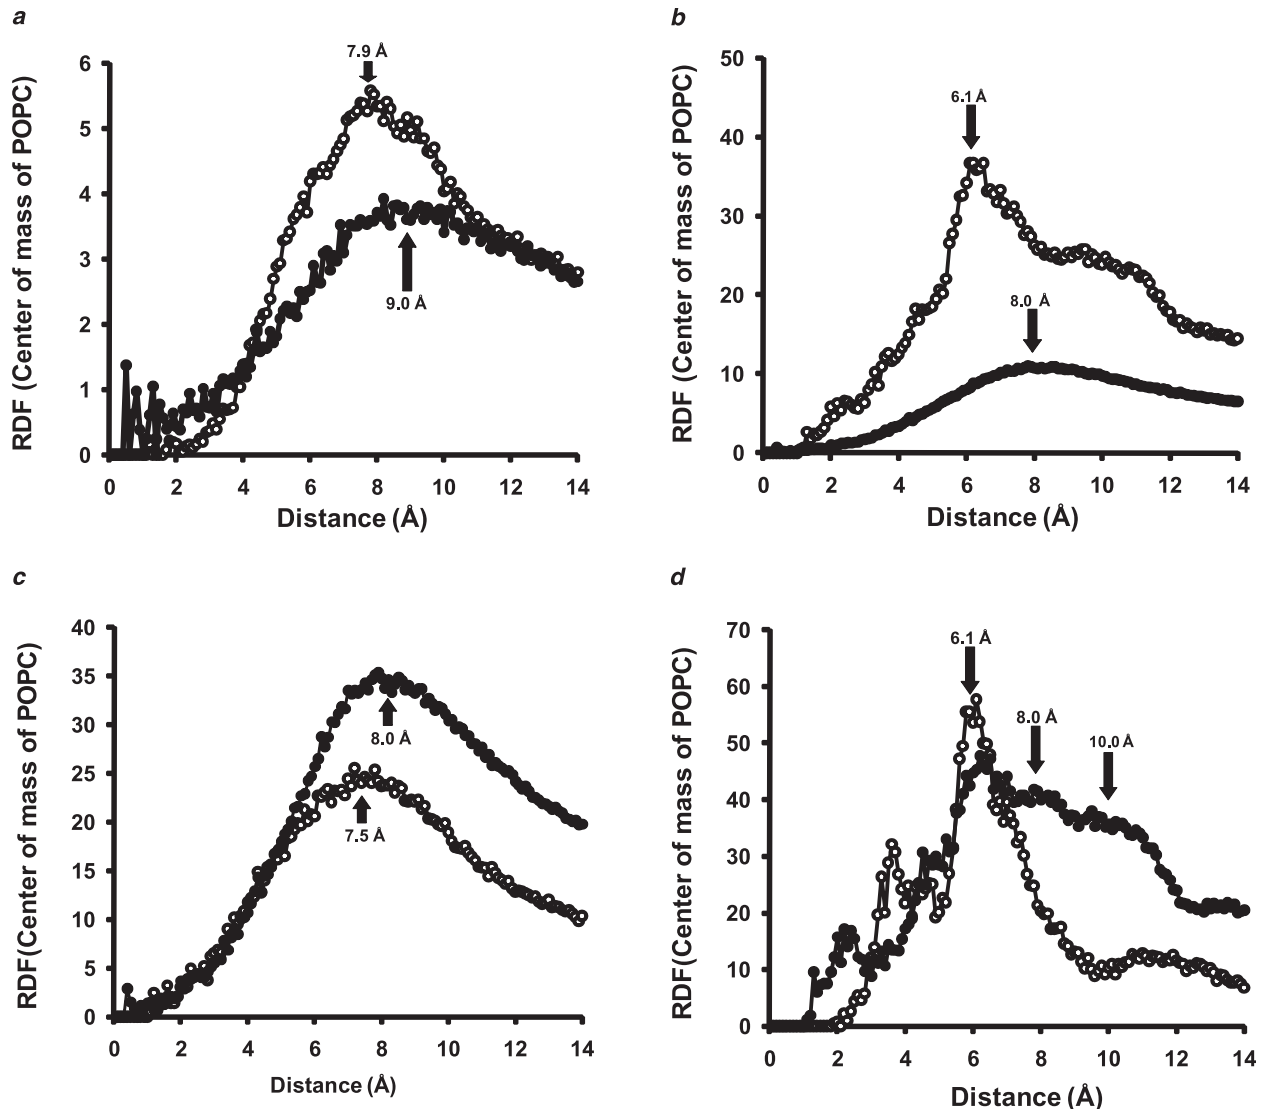 a
7.9 Å
6
5
4
3
2
1
0
RDF (Center of mass of POPC)
9.0 Å
0 2 4 6 8 10 12 14
Distance (Å)
b
50
40
30
20
10
0
RDF (Center of mass of POPC)
6.1 Å
8.0 Å
0 2 4 6 8 10 12 14
Distance (Å)
c
40
35
30
25
20
15
10
5
0
RDF(Center of mass of POPC)
8.0 Å
7.5 Å
0 2 4 6 8 10 12 14
Distance (Å)
d
70
60
50
40
30
20
10
0
RDF(Center of mass of POPC)
6.1 Å
8.0 Å
10.0 Å
0 2 4 6 8 10 12 14
Distance (Å)